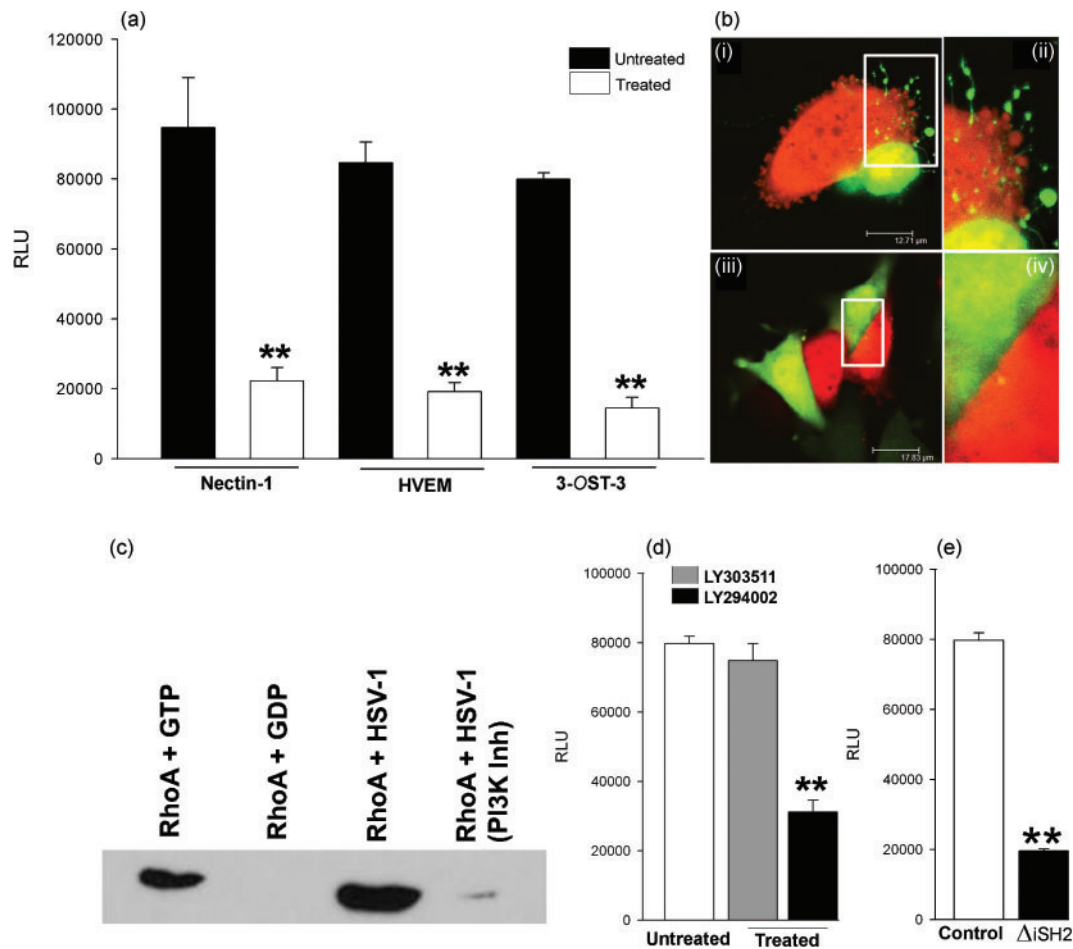 (a)
120000
100000
80000
60000
40000
20000
0
RLU
Untreated
Treated
**
**
**
Nectin-1
HVEM
3-OST-3
(b)
(i)
(ii)
12.71 µm
(iii)
(iv)
17.83 µm
(c)
RhoA + GTP
RhoA + GDP
RhoA + HSV-1
RhoA + HSV-1
(PI3K Inh)
(d)
100000
80000
60000
40000
20000
0
RLU
LY303511
LY294002
**
Untreated
Treated
(e)
100000
80000
60000
40000
20000
0
RLU
**
Control
ΔiSH2